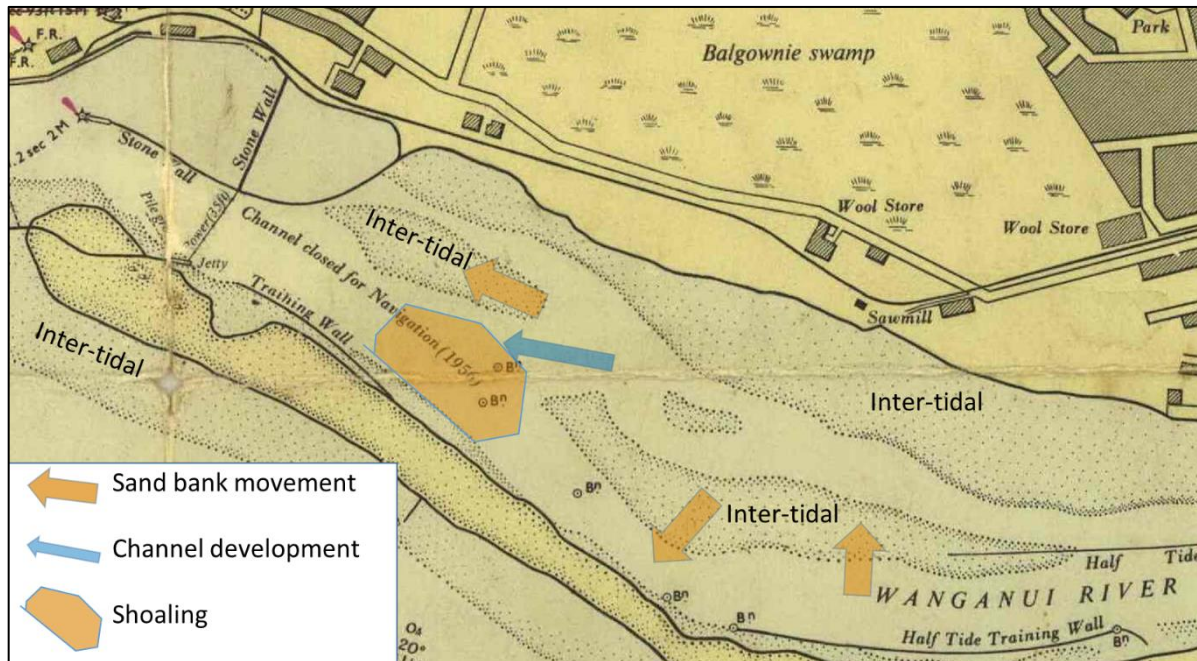 F.R.
F.R.
Park
Balgownie swamp
2 sec 2 M
Stone Wall
Stone Wall
Wool Store
Wool Store
Inter-tidal
Jetty
Channel closed for Navigation (1956)
Training Wall
Sawmill
Inter-tidal
Bn
Bn
Inter-tidal
Bn
Inter-tidal
Half Tide
WANGANUI RIVER
Bn
Bn
Half Tide Training Wall
Bn
Sand bank movement
Channel development
Shoaling
20°